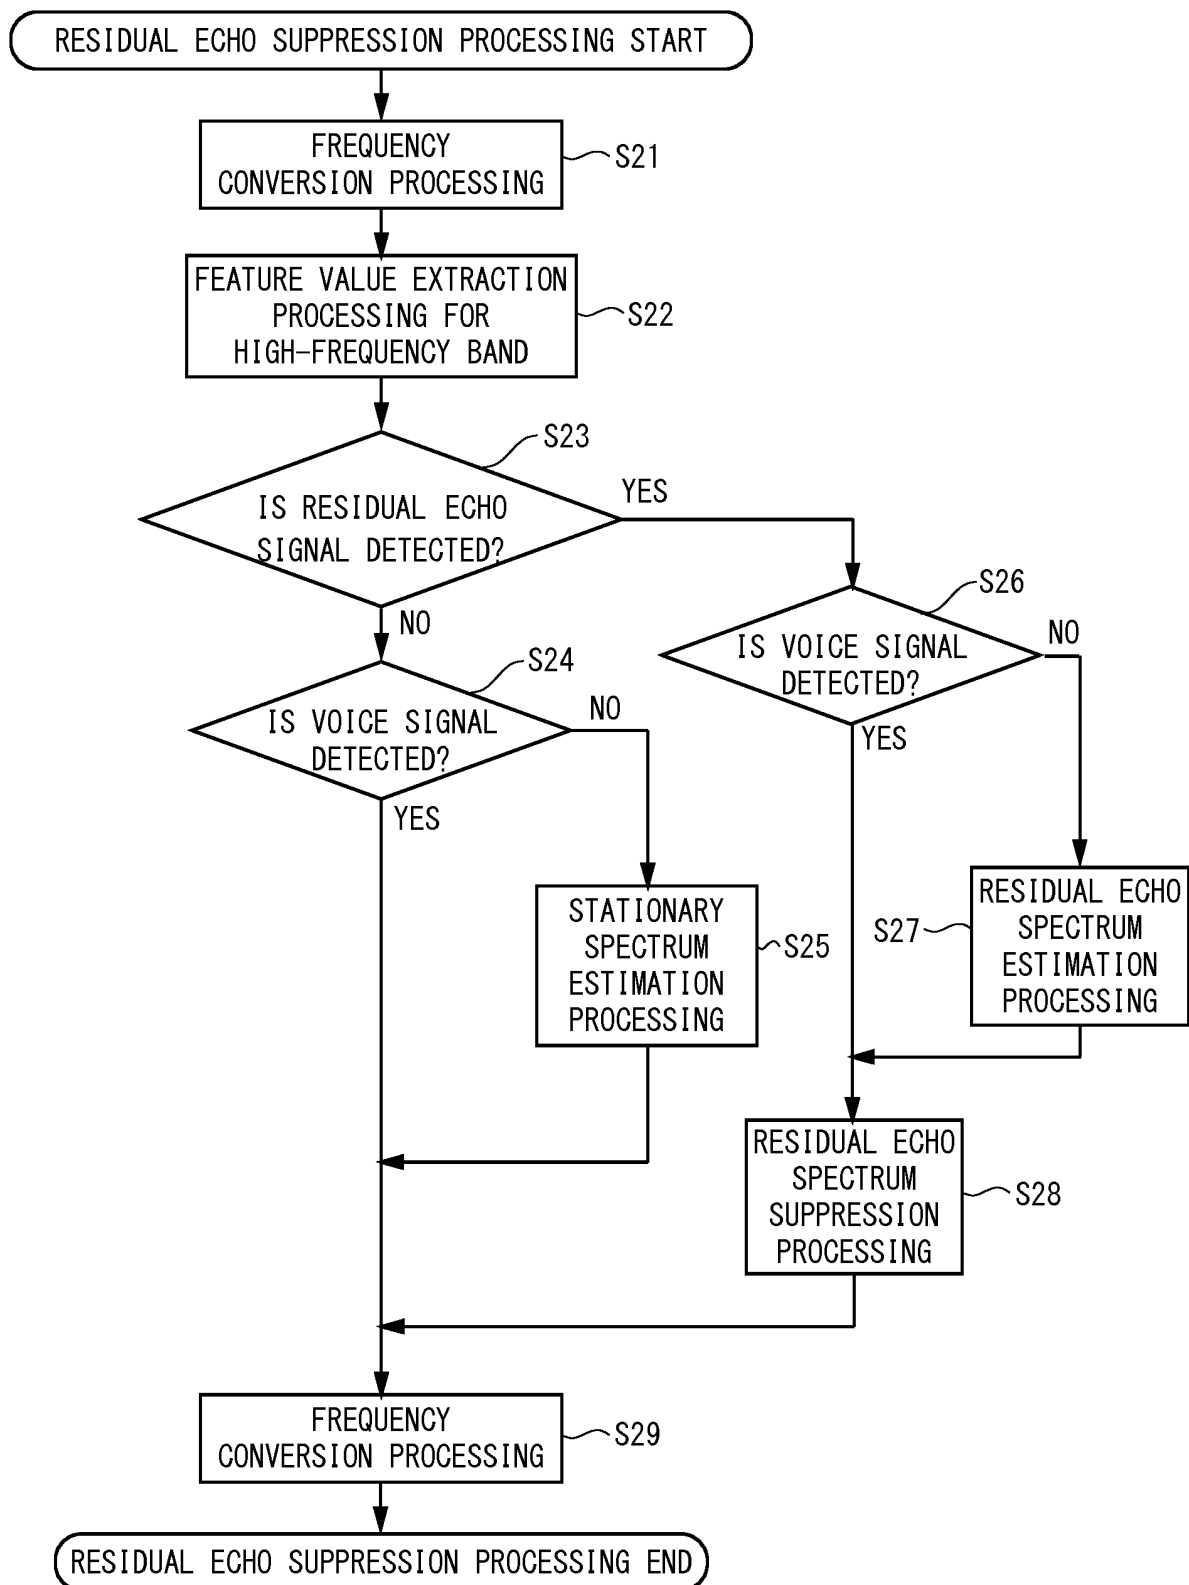 RESIDUAL ECHO SUPPRESSION PROCESSING START
FREQUENCY
CONVERSION PROCESSING
S21
FEATURE VALUE EXTRACTION
PROCESSING FOR
HIGH-FREQUENCY BAND
S22
S23
IS RESIDUAL ECHO
SIGNAL DETECTED?
YES
NO
S26
IS VOICE SIGNAL
DETECTED?
NO
YES
S24
IS VOICE SIGNAL
DETECTED?
NO
YES
STATIONARY
SPECTRUM
ESTIMATION
PROCESSING
S25
S27
RESIDUAL ECHO
SPECTRUM
ESTIMATION
PROCESSING
RESIDUAL ECHO
SPECTRUM
SUPPRESSION
PROCESSING
S28
FREQUENCY
CONVERSION PROCESSING
S29
RESIDUAL ECHO SUPPRESSION PROCESSING END